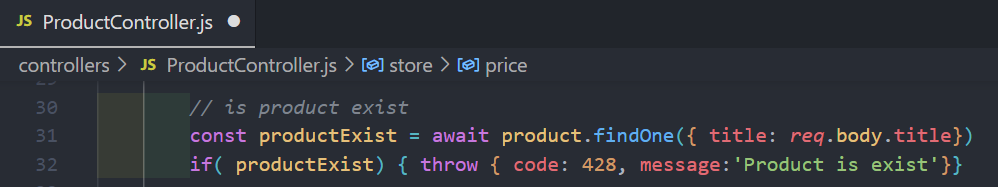 JS ProductController.js
controllers > JS ProductController.js > store > price
30 // is product exist
31 const productExist = await product.findOne({ title: req.body.title})
32 if( productExist) { throw { code: 428, message:'Product is exist'}}